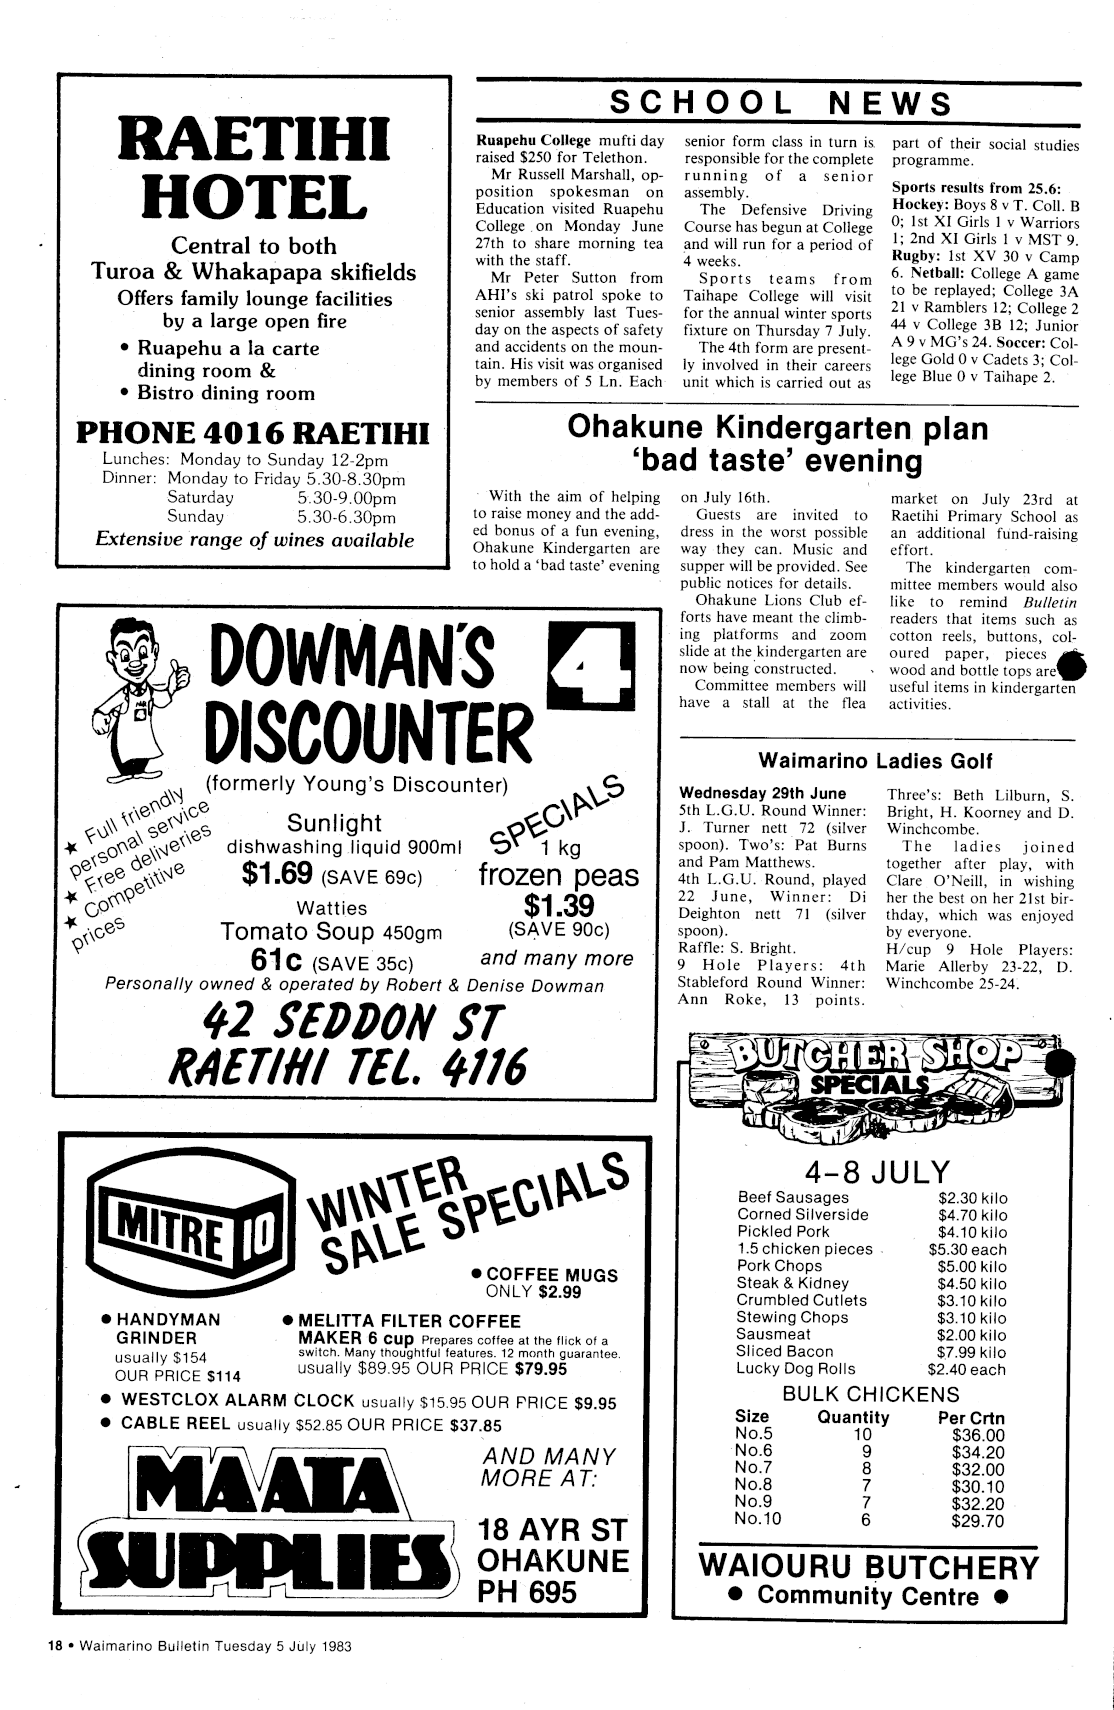 RAETIHI
HOTEL
Central to both
Turoa & Whakapapa skifields
Offers family lounge facilities
by a large open fire
• Ruapehu a la carte
dining room &
• Bistro dining room
PHONE 4016 RAETIHI
Lunches: Monday to Sunday 12-2pm
Dinner: Monday to Friday 5.30-8.30pm
Saturday 5.30-9.00pm
Sunday 5.30-6.30pm
Extensive range of wines available
SCHOOL NEWS
Ruapehu College mufti day
raised $250 for Telethon.
Mr Russell Marshall, op-
position spokesman on
Education visited Ruapehu
College on Monday June
27th to share morning tea
with the staff.
Mr Peter Sutton from
AHI's ski patrol spoke to
senior assembly last Tues-
day on the aspects of safety
and accidents on the moun-
tain. His visit was organised
by members of 5 Ln. Each
senior form class in turn is
responsible for the complete
running of a senior
assembly.
The Defensive Driving
Course has begun at College
and will run for a period of
4 weeks.
Sports teams from
Taihape College will visit
for the annual winter sports
fixture on Thursday 7 July.
The 4th form are present-
ly involved in their careers
unit which is carried out as
part of their social studies
programme.
Sports results from 25.6:
Hockey: Boys 8 v T. Coll. B
0; 1st XI Girls 1 v Warriors
1; 2nd XI Girls 1 v MST 9.
Rugby: 1st XV 30 v Camp
6. Netball: College A game
to be replayed; College 3A
21 v Ramblers 12; College 2
44 v College 3B 12; Junior
A 9 v MG's 24. Soccer: Col-
lege Gold 0 v Cadets 3; Col-
lege Blue 0 v Taihape 2.
Ohakune Kindergarten plan
'bad taste' evening
With the aim of helping
to raise money and the add-
ed bonus of a fun evening,
Ohakune Kindergarten are
to hold a 'bad taste' evening
on July 16th.
Guests are invited to
dress in the worst possible
way they can. Music and
supper will be provided. See
public notices for details.
Ohakune Lions Club ef-
forts have meant the climb-
ing platforms and zoom
slide at the kindergarten are
now being constructed.
Committee members will
have a stall at the flea
market on July 23rd at
Raetihi Primary School as
an additional fund-raising
effort.
The kindergarten com-
mittee members would also
like to remind Bulletin
readers that items such as
cotton reels, buttons, col-
oured paper, pieces
wood and bottle tops are
useful items in kindergarten
activities.
DOWMAN'S 4
DISCOUNTER
(formerly Young's Discounter)
★ Full friendly
personal service
★ Free deliveries
★ Competitive
prices
Sunlight
dishwashing liquid 900ml
$1.69 (SAVE 69c)
Watties
Tomato Soup 450gm
61c (SAVE 35c)
SPECIALS
1 kg
frozen peas
$1.39
(SAVE 90c)
and many more
Personally owned & operated by Robert & Denise Dowman
42 SEDDON ST
RAETIHI TEL. 4116
Waimarino Ladies Golf
Wednesday 29th June
5th L.G.U. Round Winner:
J. Turner nett 72 (silver
spoon). Two's: Pat Burns
and Pam Matthews.
4th L.G.U. Round, played
22 June, Winner: Di
Deighton nett 71 (silver
spoon).
Raffle: S. Bright.
9 Hole Players: 4th
Stableford Round Winner:
Ann Roke, 13 points.
Three's: Beth Lilburn, S.
Bright, H. Koorney and D.
Winchcombe.
The ladies joined
together after play, with
Clare O'Neill, in wishing
her the best on her 21st bir-
thday, which was enjoyed
by everyone.
H/cup 9 Hole Players:
Marie Allerby 23-22, D.
Winchcombe 25-24.
MITRE 10
WINTER
SALE SPECIALS
• COFFEE MUGS
ONLY $2.99
• HANDYMAN
GRINDER
usually $154
OUR PRICE $114
• MELITTA FILTER COFFEE
MAKER 6 cup Prepares coffee at the flick of a
switch. Many thoughtful features. 12 month guarantee.
usually $89.95 OUR PRICE $79.95
• WESTCLOX ALARM CLOCK usually $15.95 OUR PRICE $9.95
• CABLE REEL usually $52.85 OUR PRICE $37.85
MAATA
SUPPLIES
AND MANY
MORE AT:
18 AYR ST
OHAKUNE
PH 695
BUTCHER SHOP
SPECIALS
4-8 JULY
Beef Sausages $2.30 kilo
Corned Silverside $4.70 kilo
Pickled Pork $4.10 kilo
1.5 chicken pieces $5.30 each
Pork Chops $5.00 kilo
Steak & Kidney $4.50 kilo
Crumbled Cutlets $3.10 kilo
Stewing Chops $3.10 kilo
Sausmeat $2.00 kilo
Sliced Bacon $7.99 kilo
Lucky Dog Rolls $2.40 each
BULK CHICKENS
Size Quantity Per Crtn
No.5 10 $36.00
No.6 9 $34.20
No.7 8 $32.00
No.8 7 $30.10
No.9 7 $32.20
No.10 6 $29.70
WAIOURU BUTCHERY
• Community Centre •
18 • Waimarino Bulletin Tuesday 5 July 1983